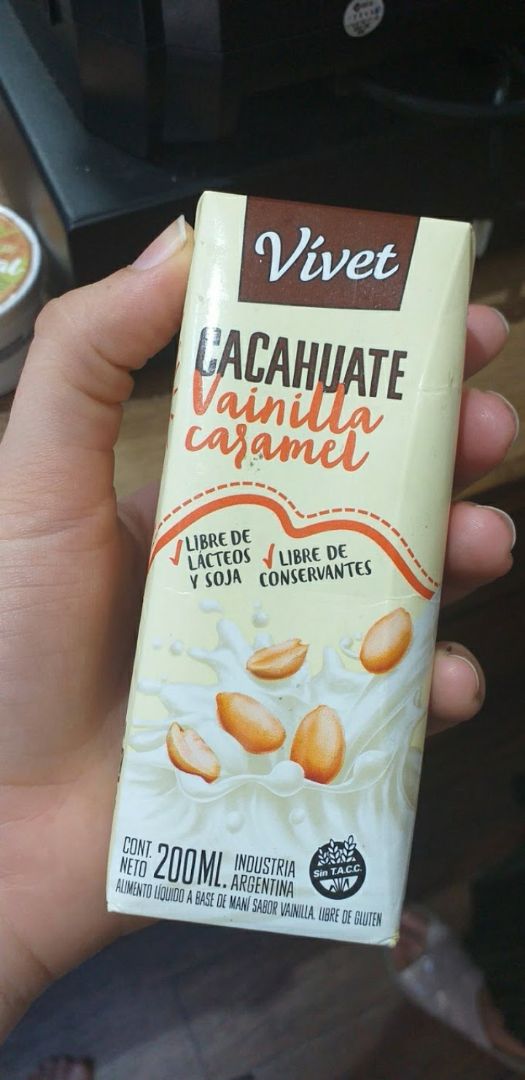 Vívet
CACAHUATE
Vainilla
caramel
✓ LIBRE DE
LÁCTEOS
Y SOJA
✓ LIBRE DE
CONSERVANTES
CONT.
NETO 200ML. INDUSTRIA
ARGENTINA
Sin T.A.C.C.
ALIMENTO LÍQUIDO A BASE DE MANÍ SABOR VAINILLA. LIBRE DE GLUTEN